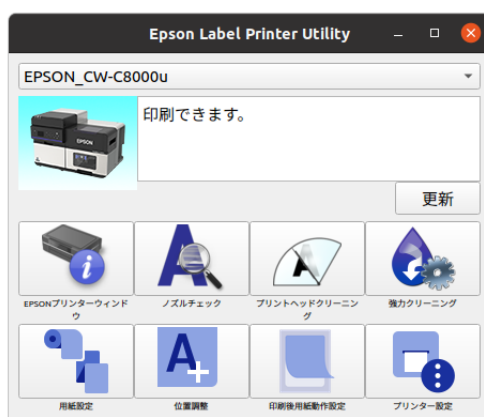 Epson Label Printer Utility
EPSON_CW-C8000u
印刷できます。
EPSON
更新
EPSONプリンターウィンド
ウ
ノズルチェック
プリントヘッドクリーニン
グ
強力クリーニング
用紙設定
位置調整
印刷後用紙動作設定
プリンター設定